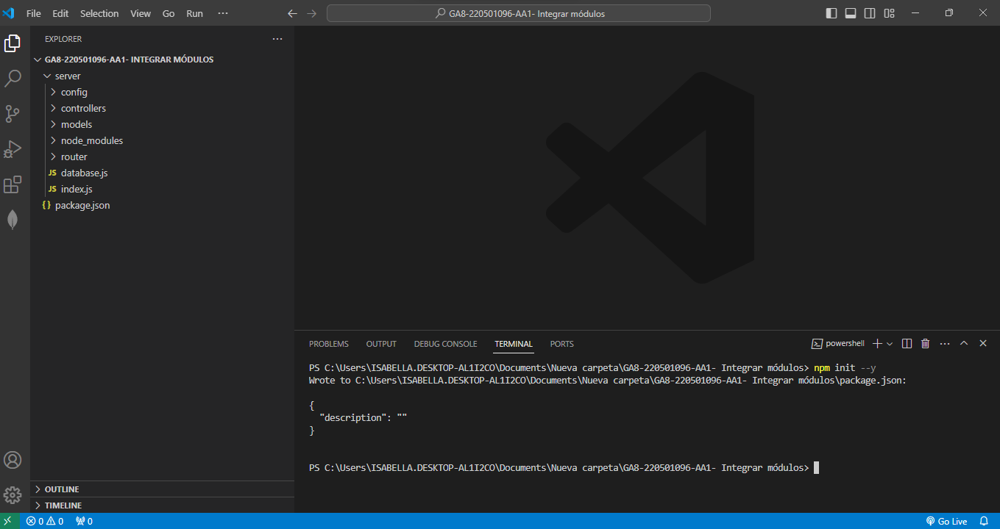 File Edit Selection View Go Run ···
GA8-220501096-AA1- Integrar módulos
EXPLORER
GA8-220501096-AA1- INTEGRAR MÓDULOS
server
config
controllers
models
node_modules
router
JS database.js
JS index.js
{} package.json
OUTLINE
TIMELINE
PROBLEMS OUTPUT DEBUG CONSOLE TERMINAL PORTS
powershell
PS C:\Users\ISABELLA.DESKTOP-AL1I2CO\Documents\Nueva carpeta\GA8-220501096-AA1- Integrar módulos> npm init --y
Wrote to C:\Users\ISABELLA.DESKTOP-AL1I2CO\Documents\Nueva carpeta\GA8-220501096-AA1- Integrar módulos\package.json:
{
"description": ""
}
PS C:\Users\ISABELLA.DESKTOP-AL1I2CO\Documents\Nueva carpeta\GA8-220501096-AA1- Integrar módulos>
0 0 0 Go Live